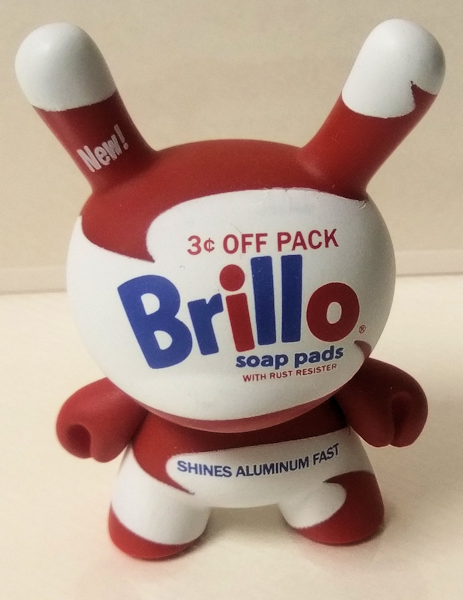 New!
3¢ OFF PACK
Brillo®
soap pads
WITH RUST RESISTER
SHINES ALUMINUM FAST